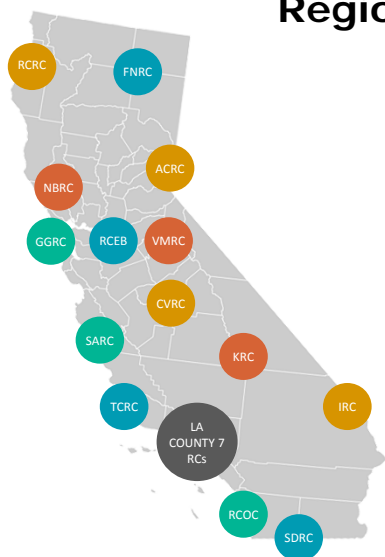 Regio
RCRC
FNRC
ACRC
NBRC
GGRC
RCEB
VMRC
CVRC
SARC
KRC
TCRC
IRC
LA
COUNTY 7
RCs
RCOC
SDRC